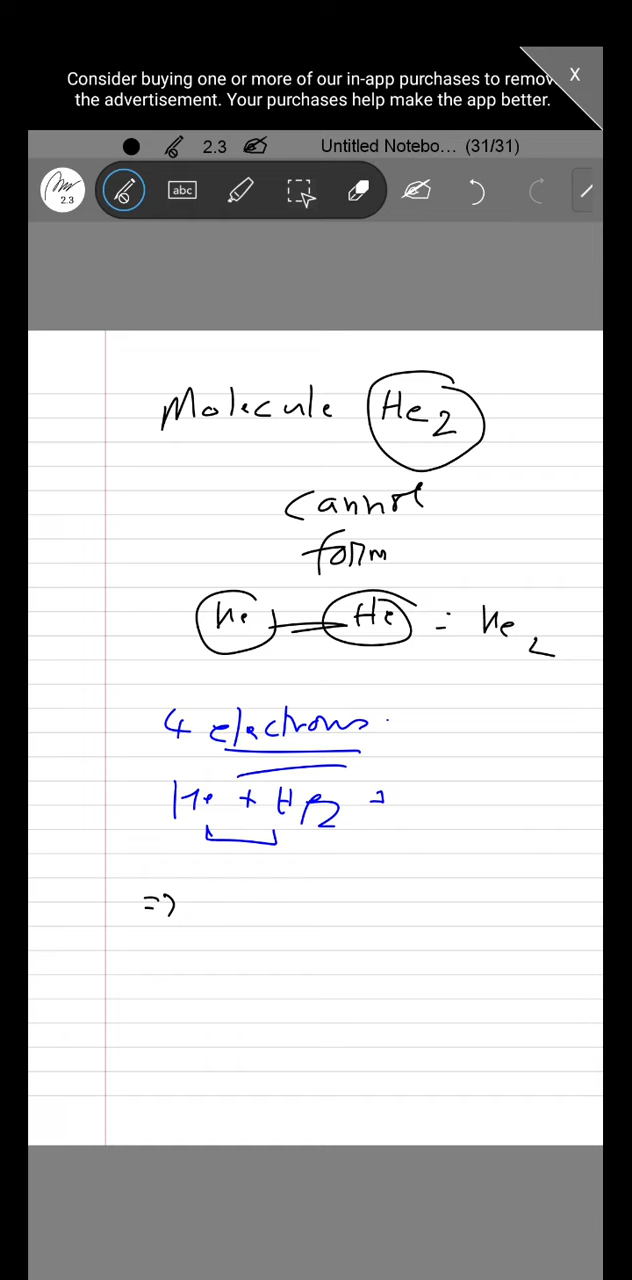 Consider buying one or more of our in-app purchases to remov
the advertisement. Your purchases help make the app better.
X
2.3 Untitled Notebo... (31/31)
2.3 abc
Molecule He2
cannot
form
He = He = He2
4 electrons.
He +
=>